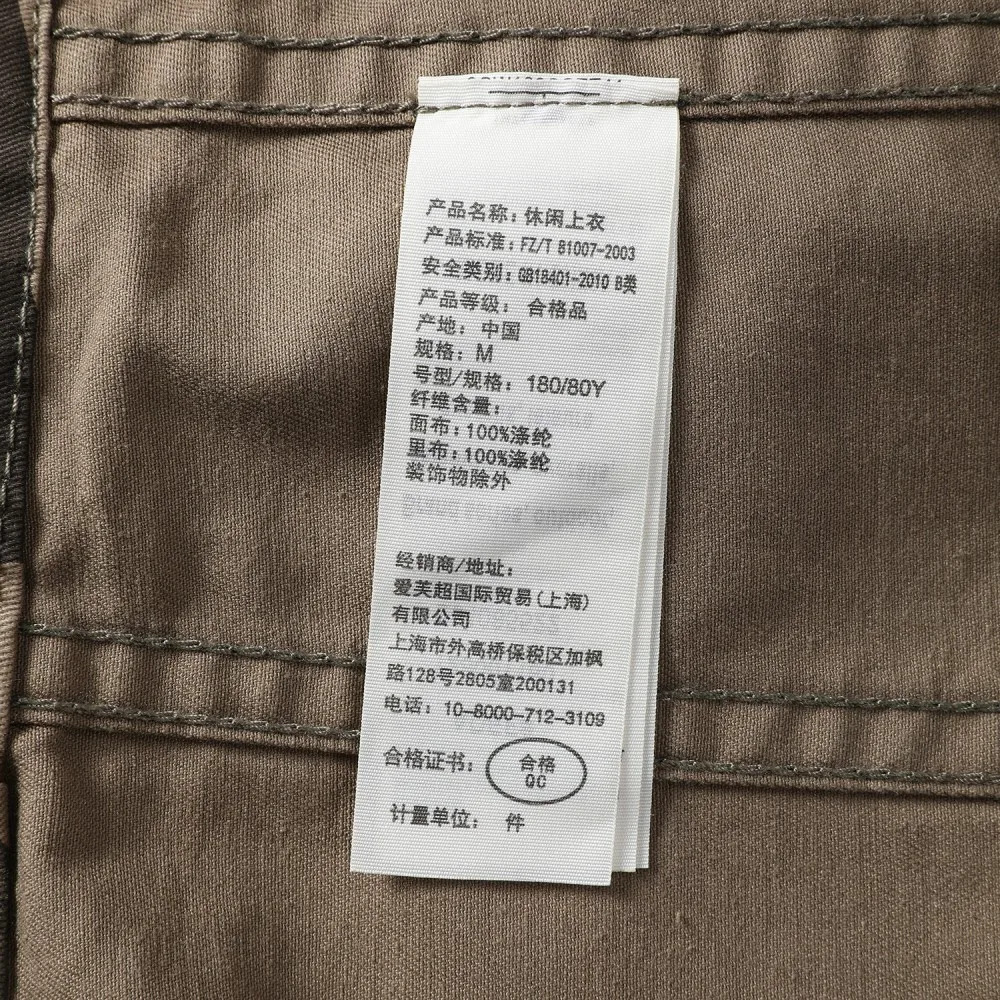 产品名称：休闲上衣
产品标准：FZ/T 81007-2003
安全类别：GB18401-2010 B类
产品等级： 合格品
产地： 中国
规格：M
号型/规格： 180/80Y
纤维含量：
面布：100%涤纶
里布：100%涤纶
装饰物除外
经销商/地址：
爱芙超国际贸易(上海)
有限公司
上海市外高桥保税区加枫
路128号2805室200131
电话： 10-8000-712-3109
合格证书： 合格
QC
计量单位： 件